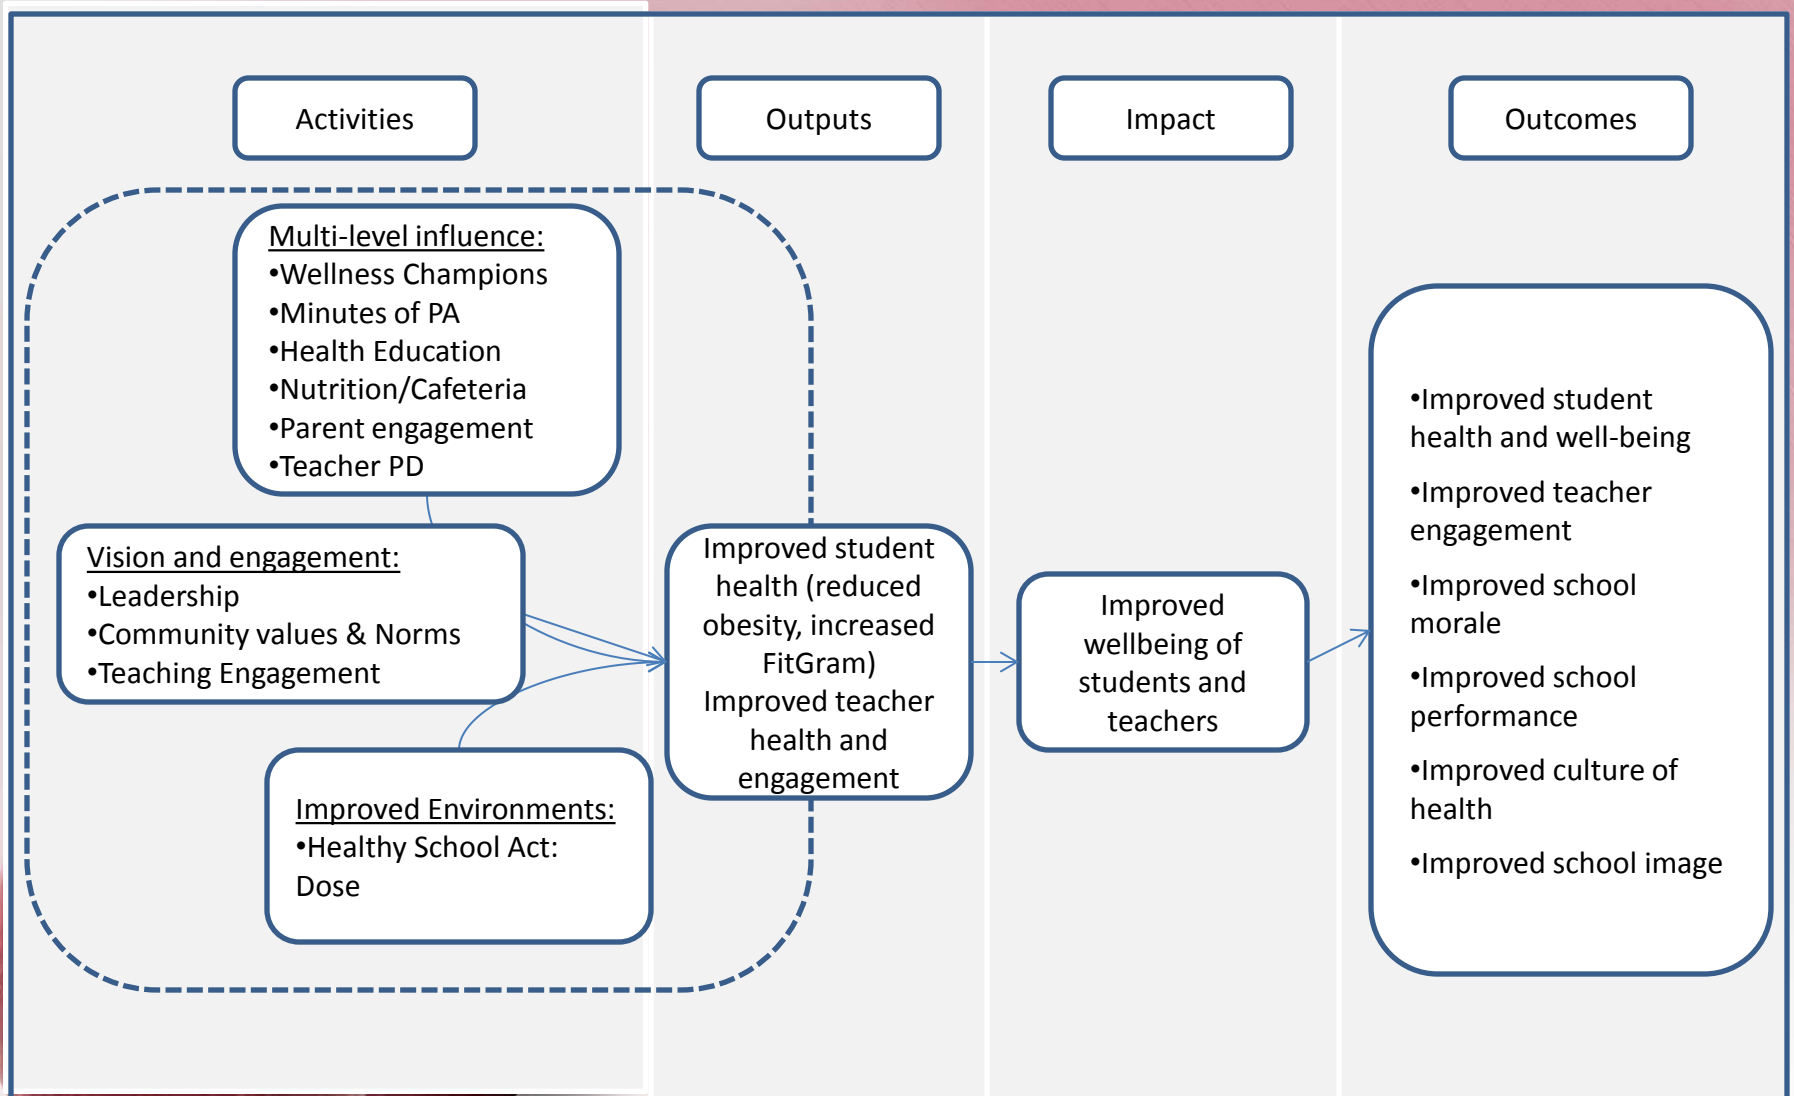 Activities
Outputs
Impact
Outcomes
Multi-level influence:
•Wellness Champions
•Minutes of PA
•Health Education
•Nutrition/Cafeteria
•Parent engagement
•Teacher PD
Vision and engagement:
•Leadership
•Community values & Norms
•Teaching Engagement
Improved Environments:
•Healthy School Act:
Dose
Improved student
health (reduced
obesity, increased
FitGram)
Improved teacher
health and
engagement
Improved
wellbeing of
students and
teachers
•Improved student
health and well-being
•Improved teacher
engagement
•Improved school
morale
•Improved school
performance
•Improved culture of
health
•Improved school image